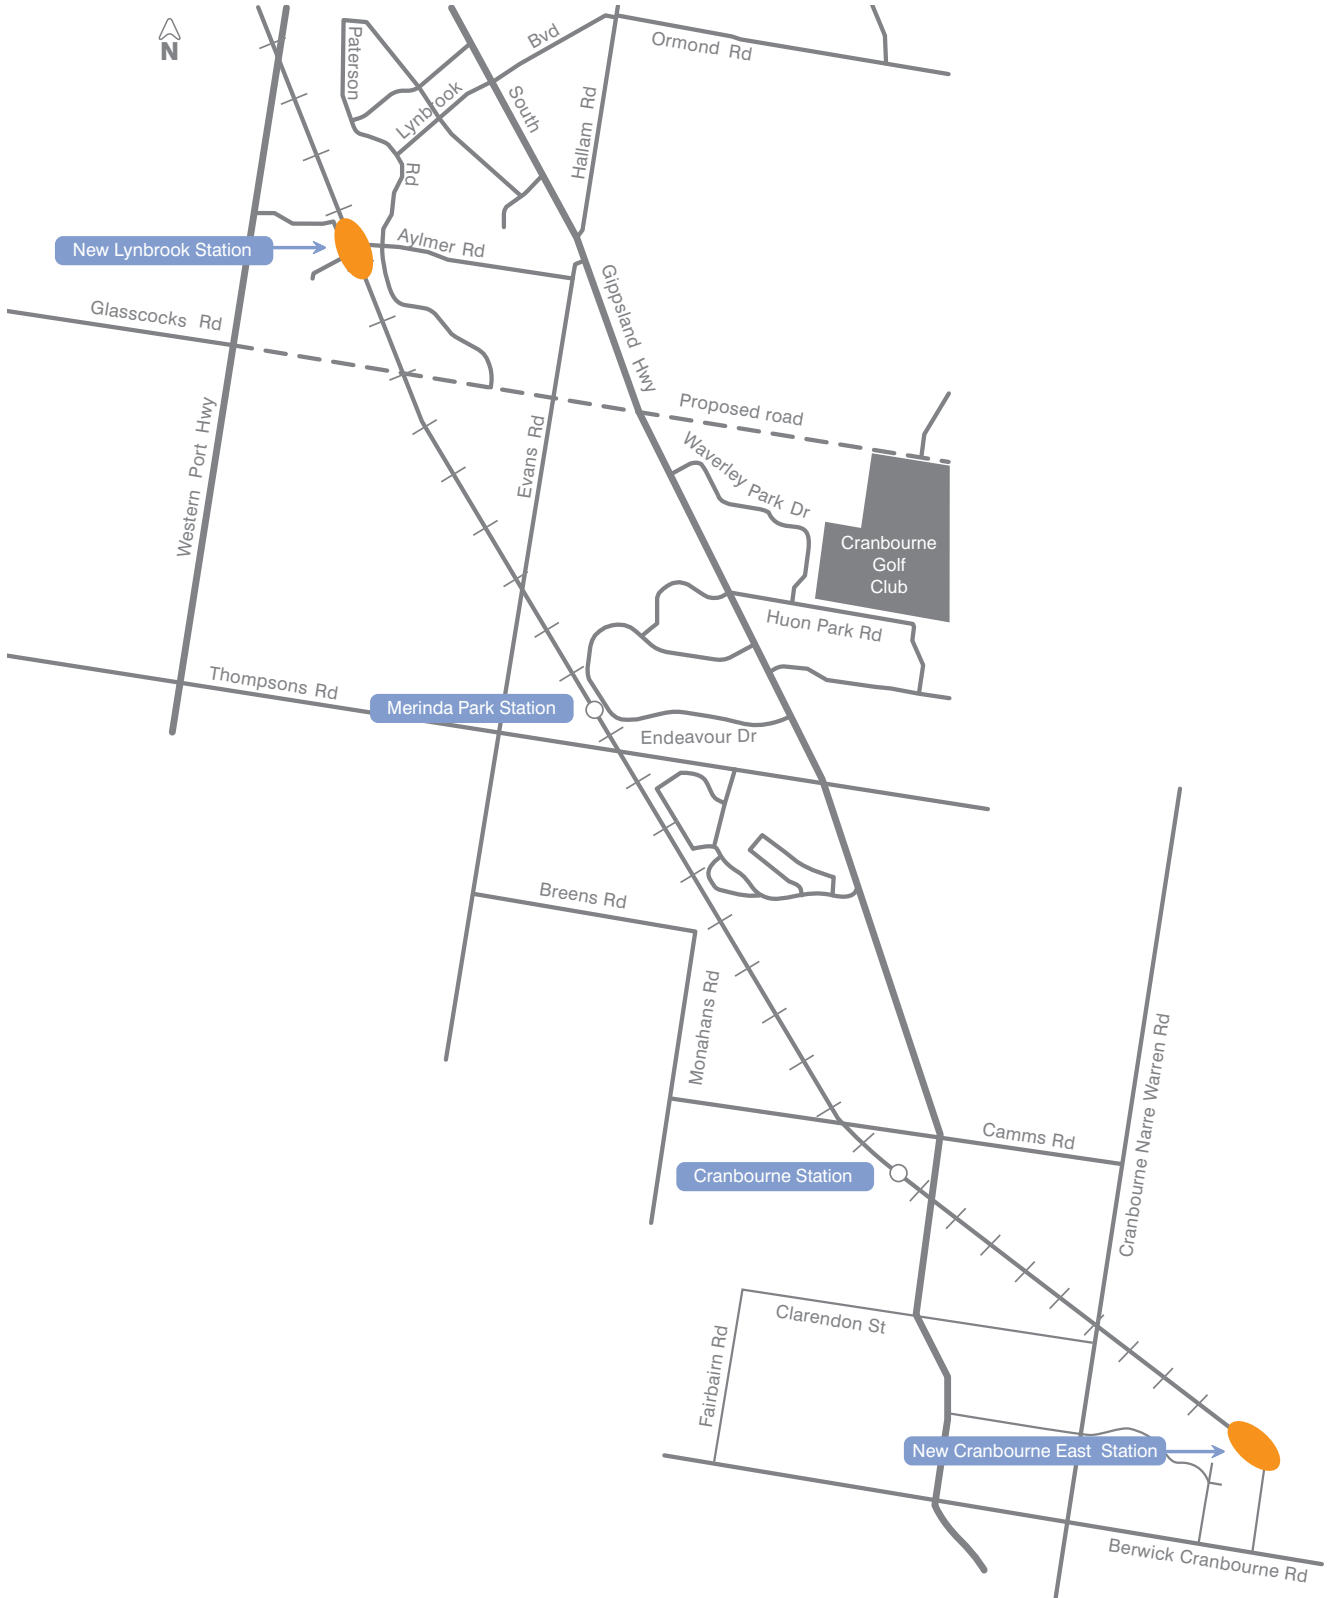 N
Paterson
Rd
Lynbrook
Bvd
Ormond Rd
South
Gippsland Hwy
Hallam Rd
New Lynbrook Station
Aylmer Rd
Glasscocks Rd
Western Port Hwy
Evans Rd
Proposed road
Waverley Park Dr
Cranbourne
Golf
Club
Huon Park Rd
Thompsons Rd
Merinda Park Station
Endeavour Dr
Breens Rd
Monahans Rd
Cranbourne Narre Warren Rd
Camms Rd
Cranbourne Station
Clarendon St
Fairbairn Rd
New Cranbourne East Station
Berwick Cranbourne Rd